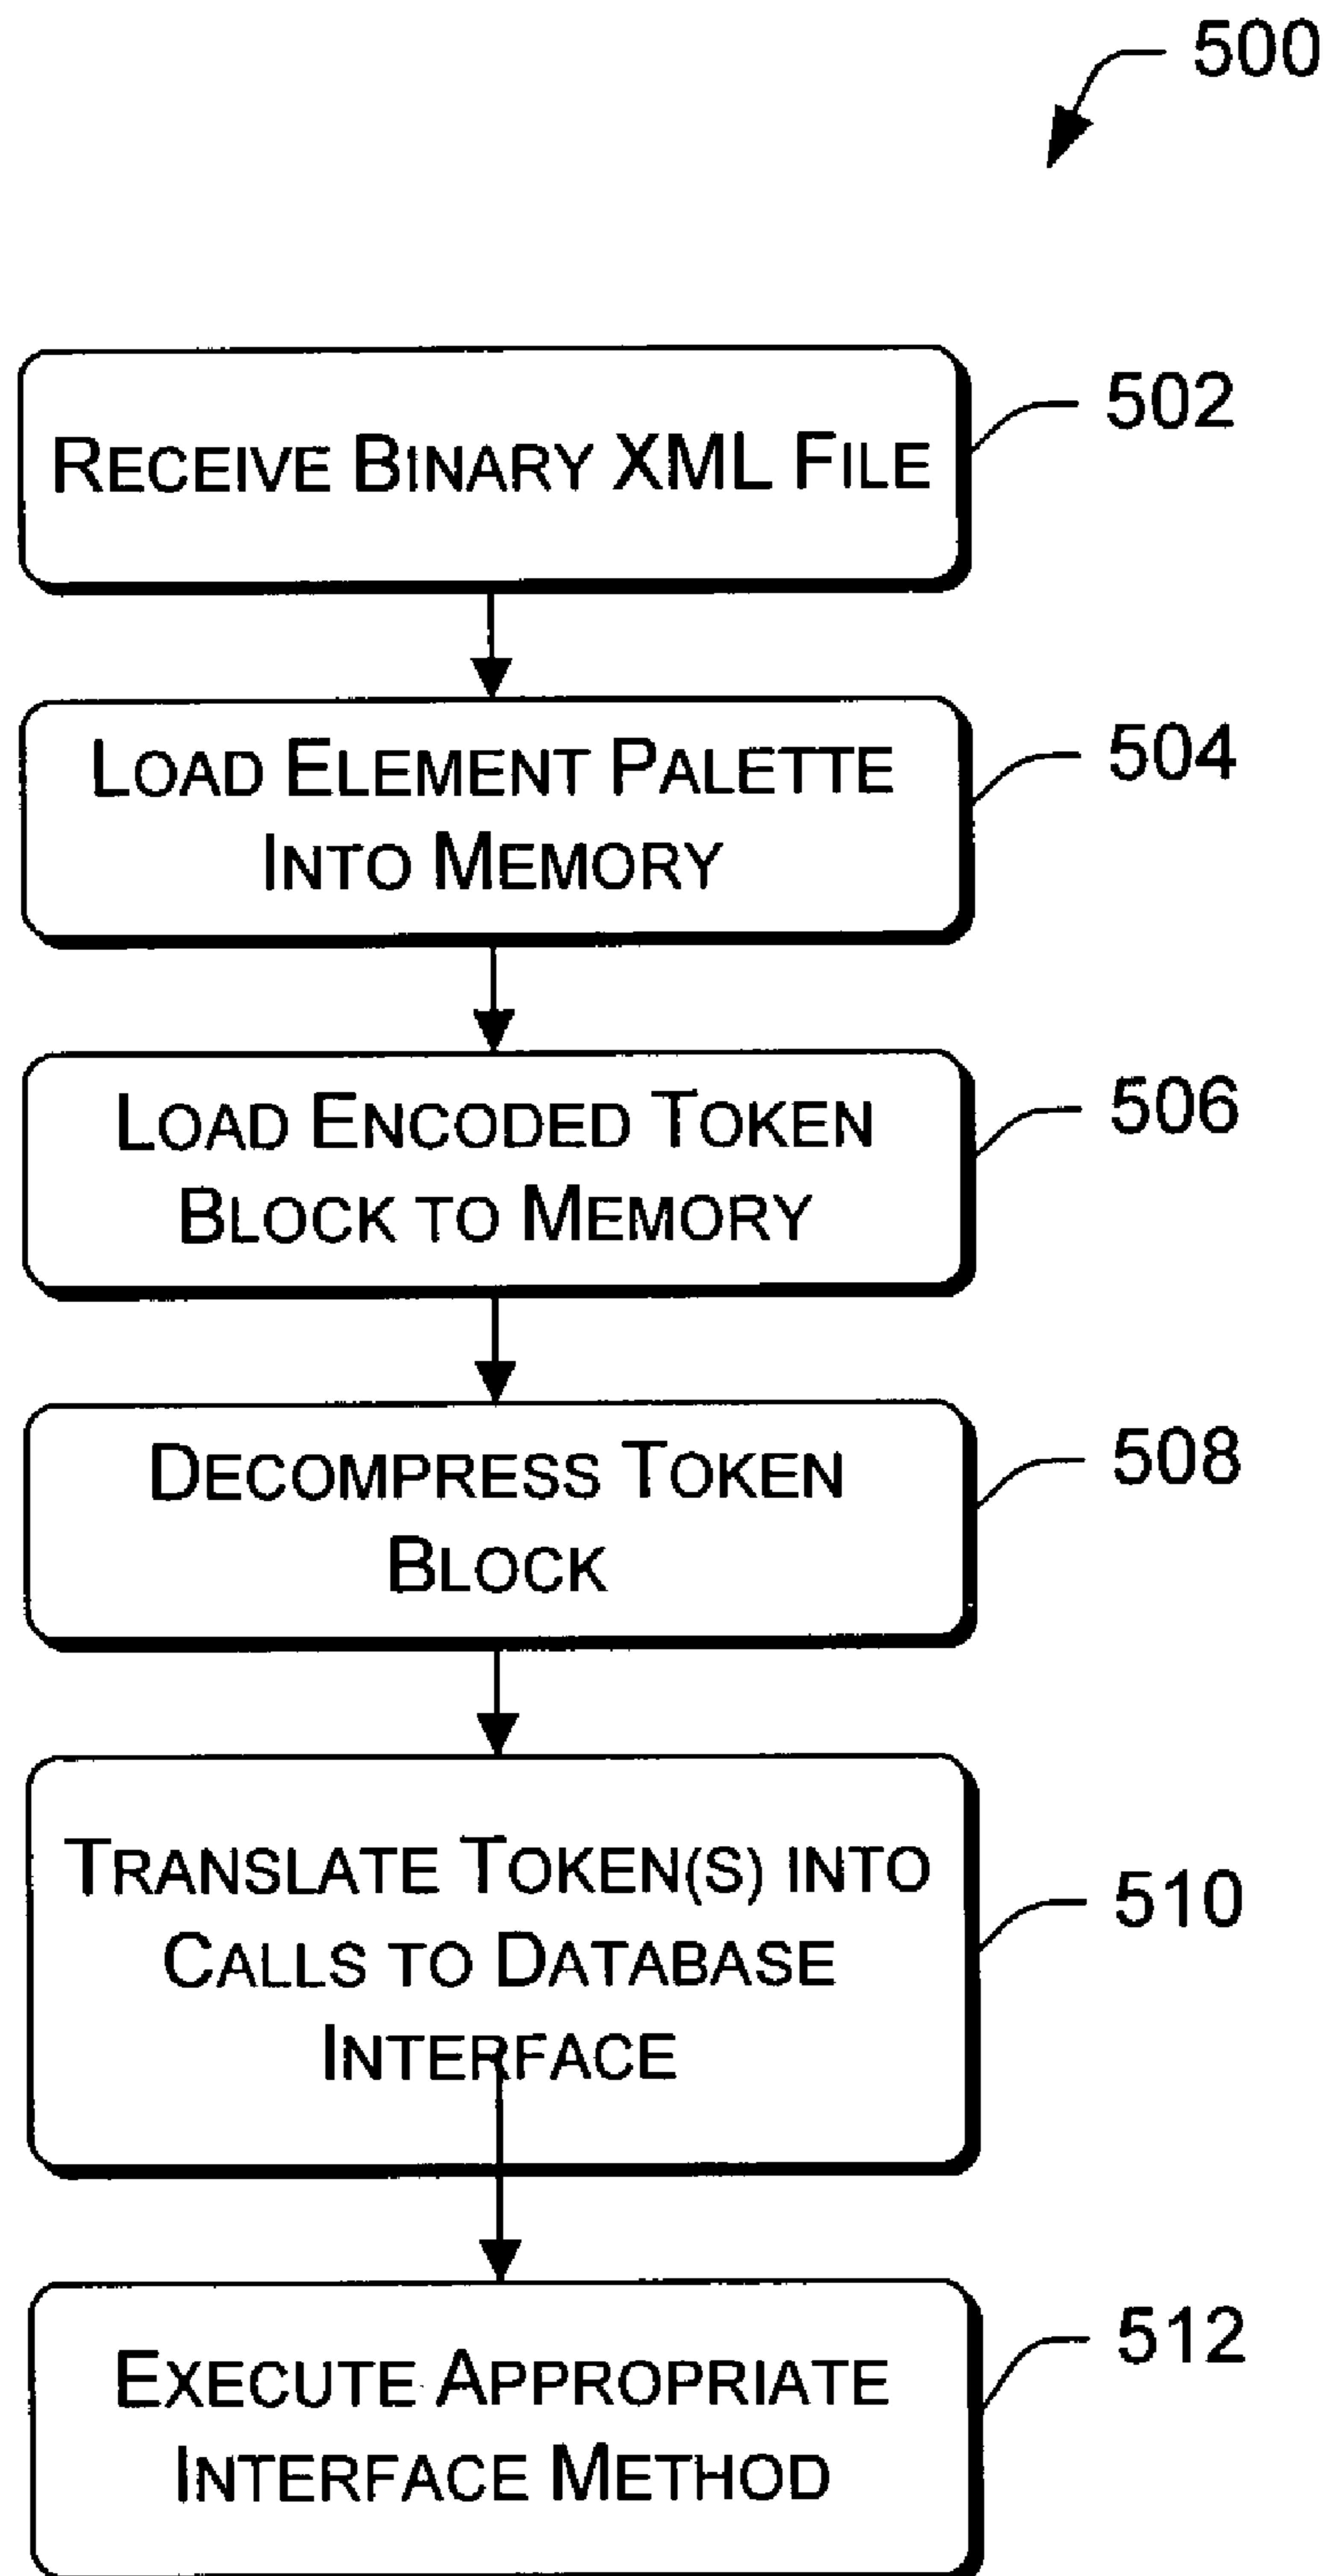 500
RECEIVE BINARY XML FILE
502
LOAD ELEMENT PALETTE
INTO MEMORY
504
LOAD ENCODED TOKEN
BLOCK TO MEMORY
506
DECOMPRESS TOKEN
BLOCK
508
TRANSLATE TOKEN(S) INTO
CALLS TO DATABASE
INTERFACE
510
EXECUTE APPROPRIATE
INTERFACE METHOD
512